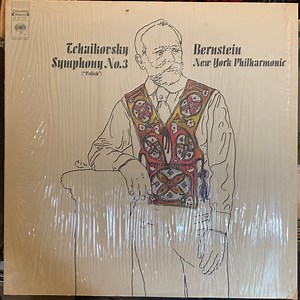 Tchaikovsky
Symphony No.3
("Polish")
Bernstein
New York Philharmonic